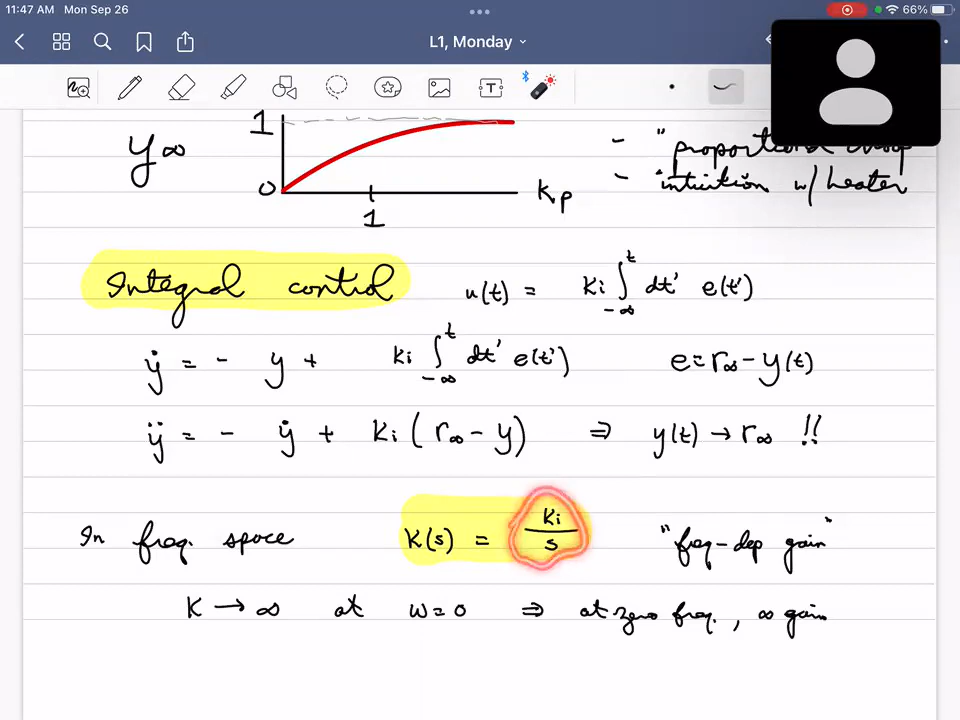 11:47 AM Mon Sep 26
66%
L1, Monday
1
y∞
0
1
Kp
- "proportional droop
- "intuition w/ heater
Integral control u(t) = Ki ∫_{-∞}^{t} dt' e(t')
ẏ = - y + Ki ∫_{-∞}^{t} dt' e(t') e = r∞ - y(t)
ÿ = - ẏ + Ki (r∞ - y) ⇒ y(t) → r∞ !!
In freq. space K(s) = Ki/s "freq-dep gain"
K → ∞ at ω=0 ⇒ at zero freq., ∞ gain